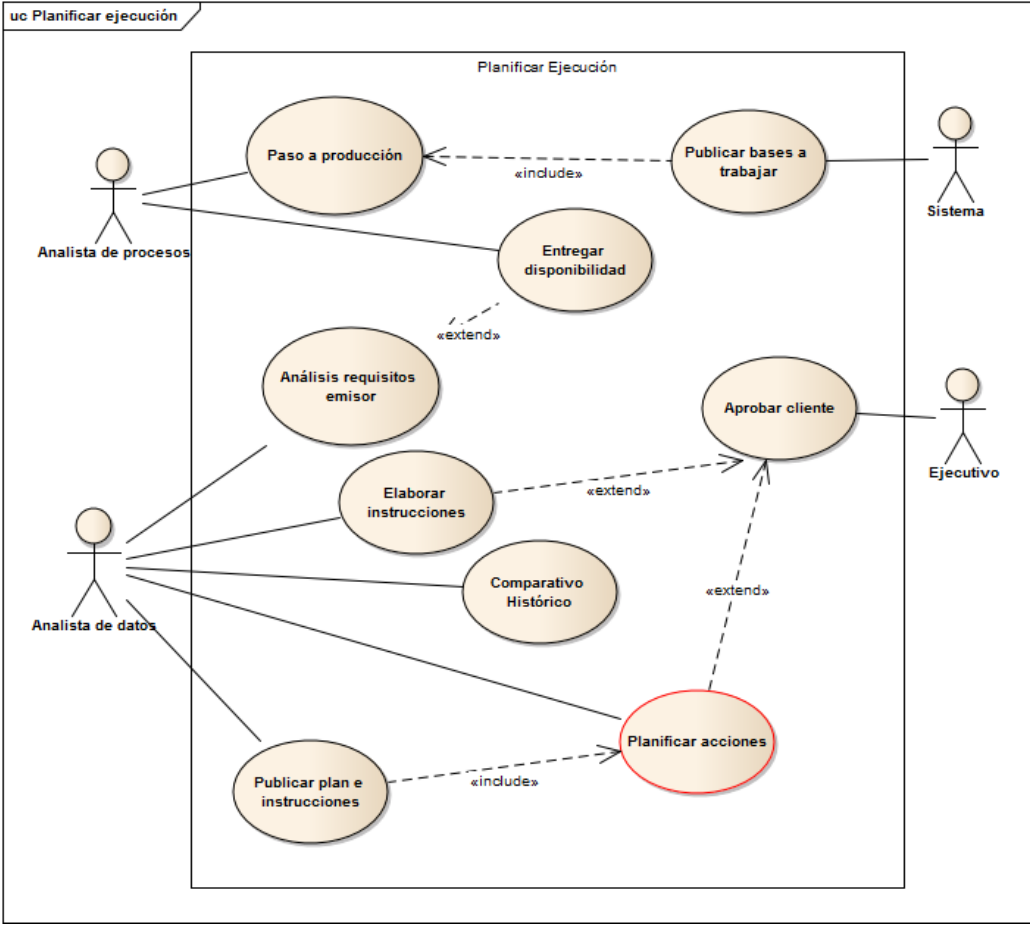 uc Planificar ejecución
Planificar Ejecución
Paso a producción
Publicar bases a
trabajar
«include»
Sistema
Analista de procesos
Entregar
disponibilidad
«extend»
Análisis requisitos
emisor
Aprobar cliente
Ejecutivo
Elaborar
instrucciones
«extend»
Comparativo
Histórico
«extend»
Analista de datos
Planificar acciones
Publicar plan e
instrucciones
«include»